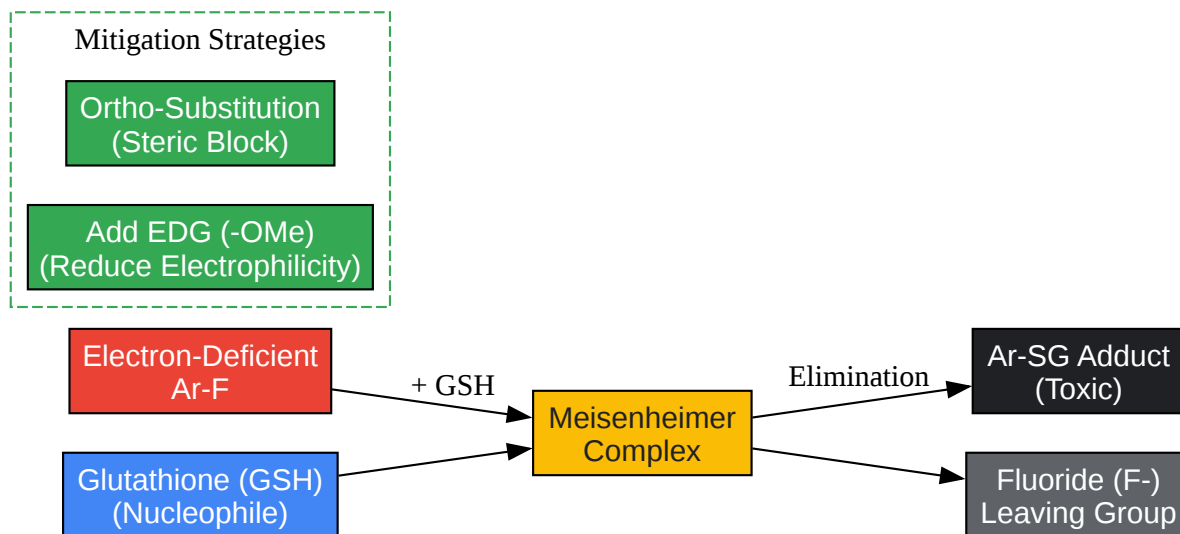 Mitigation Strategies
Ortho-Substitution
(Steric Block)
Add EDG (-OMe)
(Reduce Electrophilicity)
Electron-Deficient
Ar-F
+ GSH
Glutathione (GSH)
(Nucleophile)
Meisenheimer
Complex
Elimination
Ar-SG Adduct
(Toxic)
Fluoride (F-)
Leaving Group